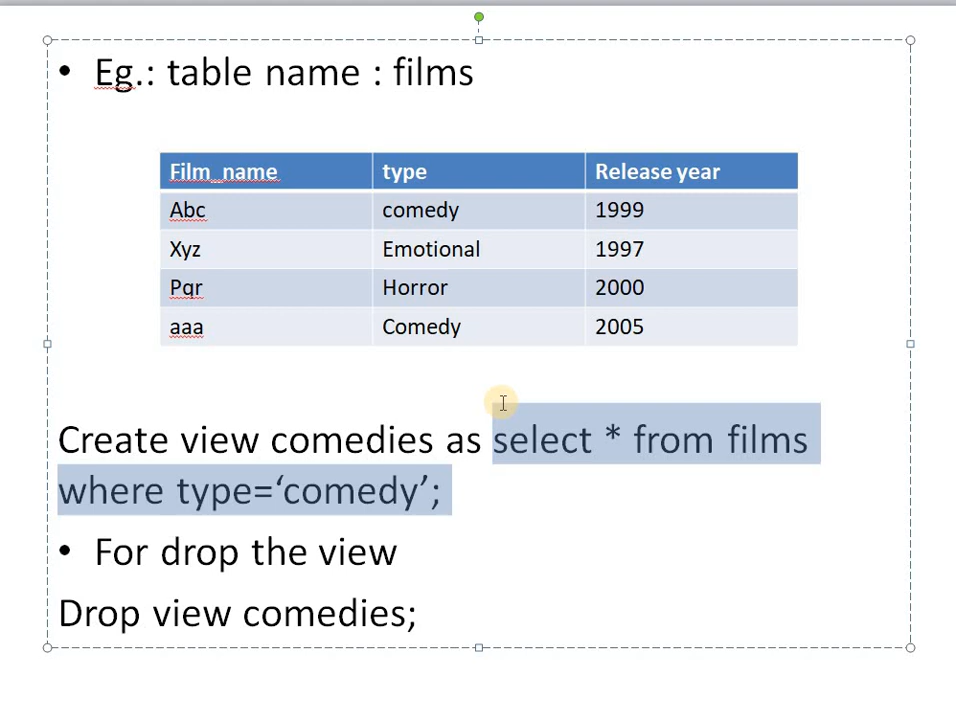 • Eg.: table name : films
Film_name type Release year
Abc comedy 1999
Xyz Emotional 1997
Pqr Horror 2000
aaa Comedy 2005
Create view comedies as select * from films
where type=‘comedy’;
• For drop the view
Drop view comedies;